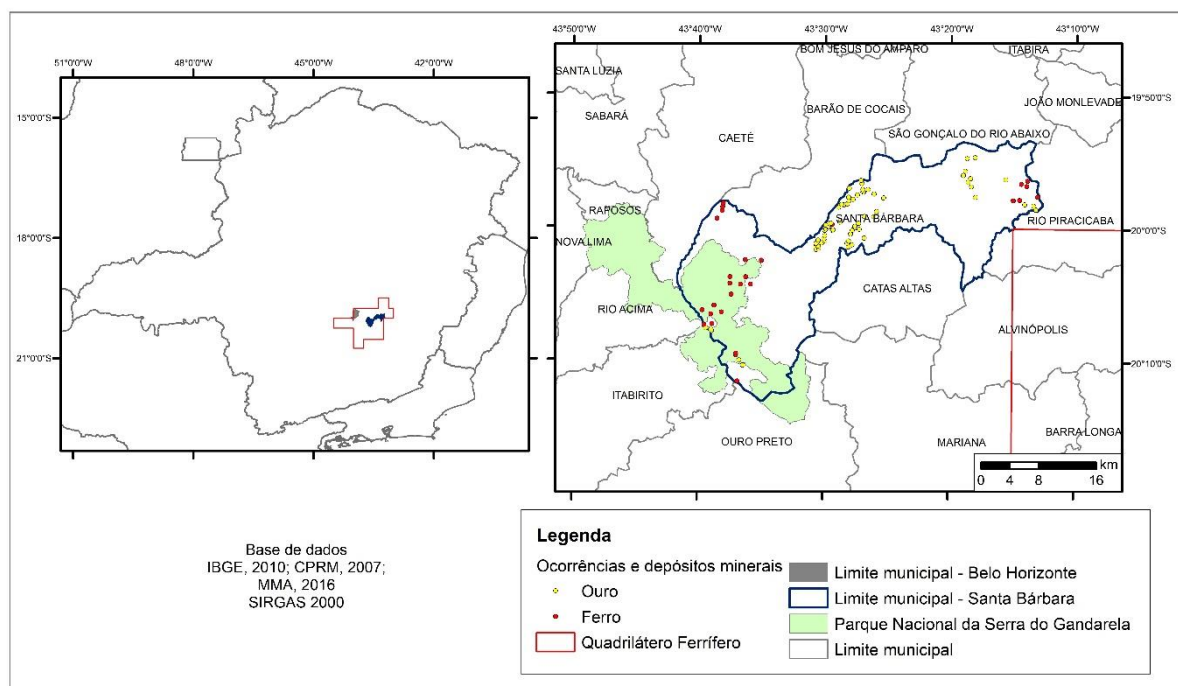 51°0'0"W
48°0'0"W
45°0'0"W
42°0'0"W
15°0'0"S
18°0'0"S
21°0'0"S
43°50'0"W
43°40'0"W
43°30'0"W
43°20'0"W
43°10'0"W
BOM JESUS DO AMPARO
ITABIRA
SANTA LUZIA
19°50'0"S
JOÃO MONLEVADE
SABARÁ
BARÃO DE COCAIS
CAETÉ
SÃO GONÇALO DO RIO ABAIXO
RAPOSOS
SANTA BÁRBARA
RIO PIRACICABA
20°0'0"S
NOVA LIMA
CATAS ALTAS
RIO ACIMA
ALVINÓPOLIS
20°10'0"S
ITABIRITO
OURO PRETO
MARIANA
BARRA LONGA
km
0 4 8 16
Base de dados
IBGE, 2010; CPRM, 2007;
MMA, 2016
SIRGAS 2000
Legenda
Ocorrências e depósitos minerais
Ouro
Ferro
Quadrilátero Ferrífero
Limite municipal - Belo Horizonte
Limite municipal - Santa Bárbara
Parque Nacional da Serra do Gandarela
Limite municipal